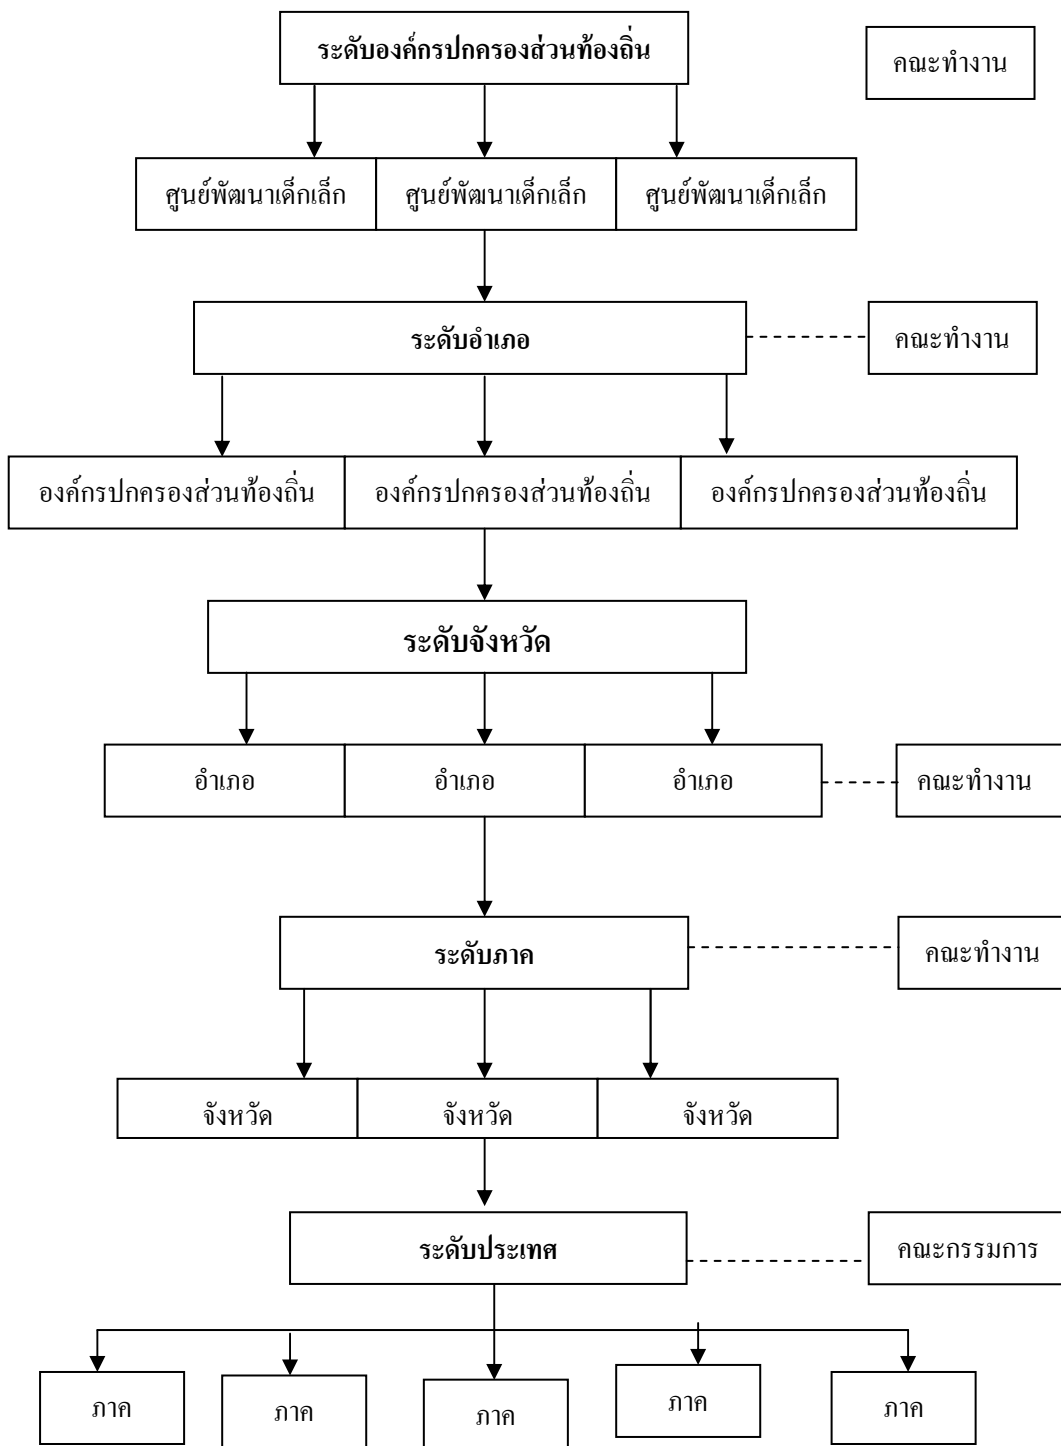 ระดับองค์กรปกครองส่วนท้องถิ่น
คณะทำงาน
ศูนย์พัฒนาเด็กเล็ก
ศูนย์พัฒนาเด็กเล็ก
ศูนย์พัฒนาเด็กเล็ก
ระดับอำเภอ
คณะทำงาน
องค์กรปกครองส่วนท้องถิ่น
องค์กรปกครองส่วนท้องถิ่น
องค์กรปกครองส่วนท้องถิ่น
ระดับจังหวัด
อำเภอ
อำเภอ
อำเภอ
คณะทำงาน
ระดับภาค
คณะทำงาน
จังหวัด
จังหวัด
จังหวัด
ระดับประเทศ
คณะกรรมการ
ภาค
ภาค
ภาค
ภาค
ภาค